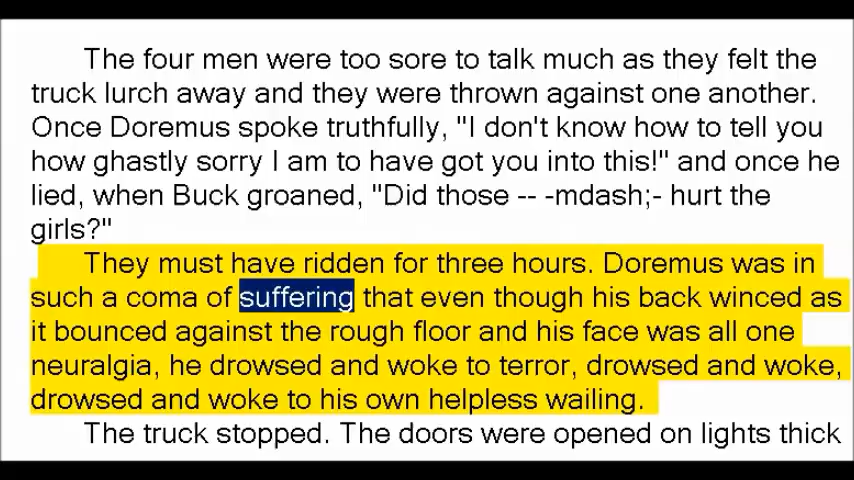 The four men were too sore to talk much as they felt the
truck lurch away and they were thrown against one another.
Once Doremus spoke truthfully, "I don't know how to tell you
how ghastly sorry I am to have got you into this!" and once he
lied, when Buck groaned, "Did those -- -mdash;- hurt the
girls?"
They must have ridden for three hours. Doremus was in
such a coma of suffering that even though his back winced as
it bounced against the rough floor and his face was all one
neuralgia, he drowsed and woke to terror, drowsed and woke,
drowsed and woke to his own helpless wailing.
The truck stopped. The doors were opened on lights thick